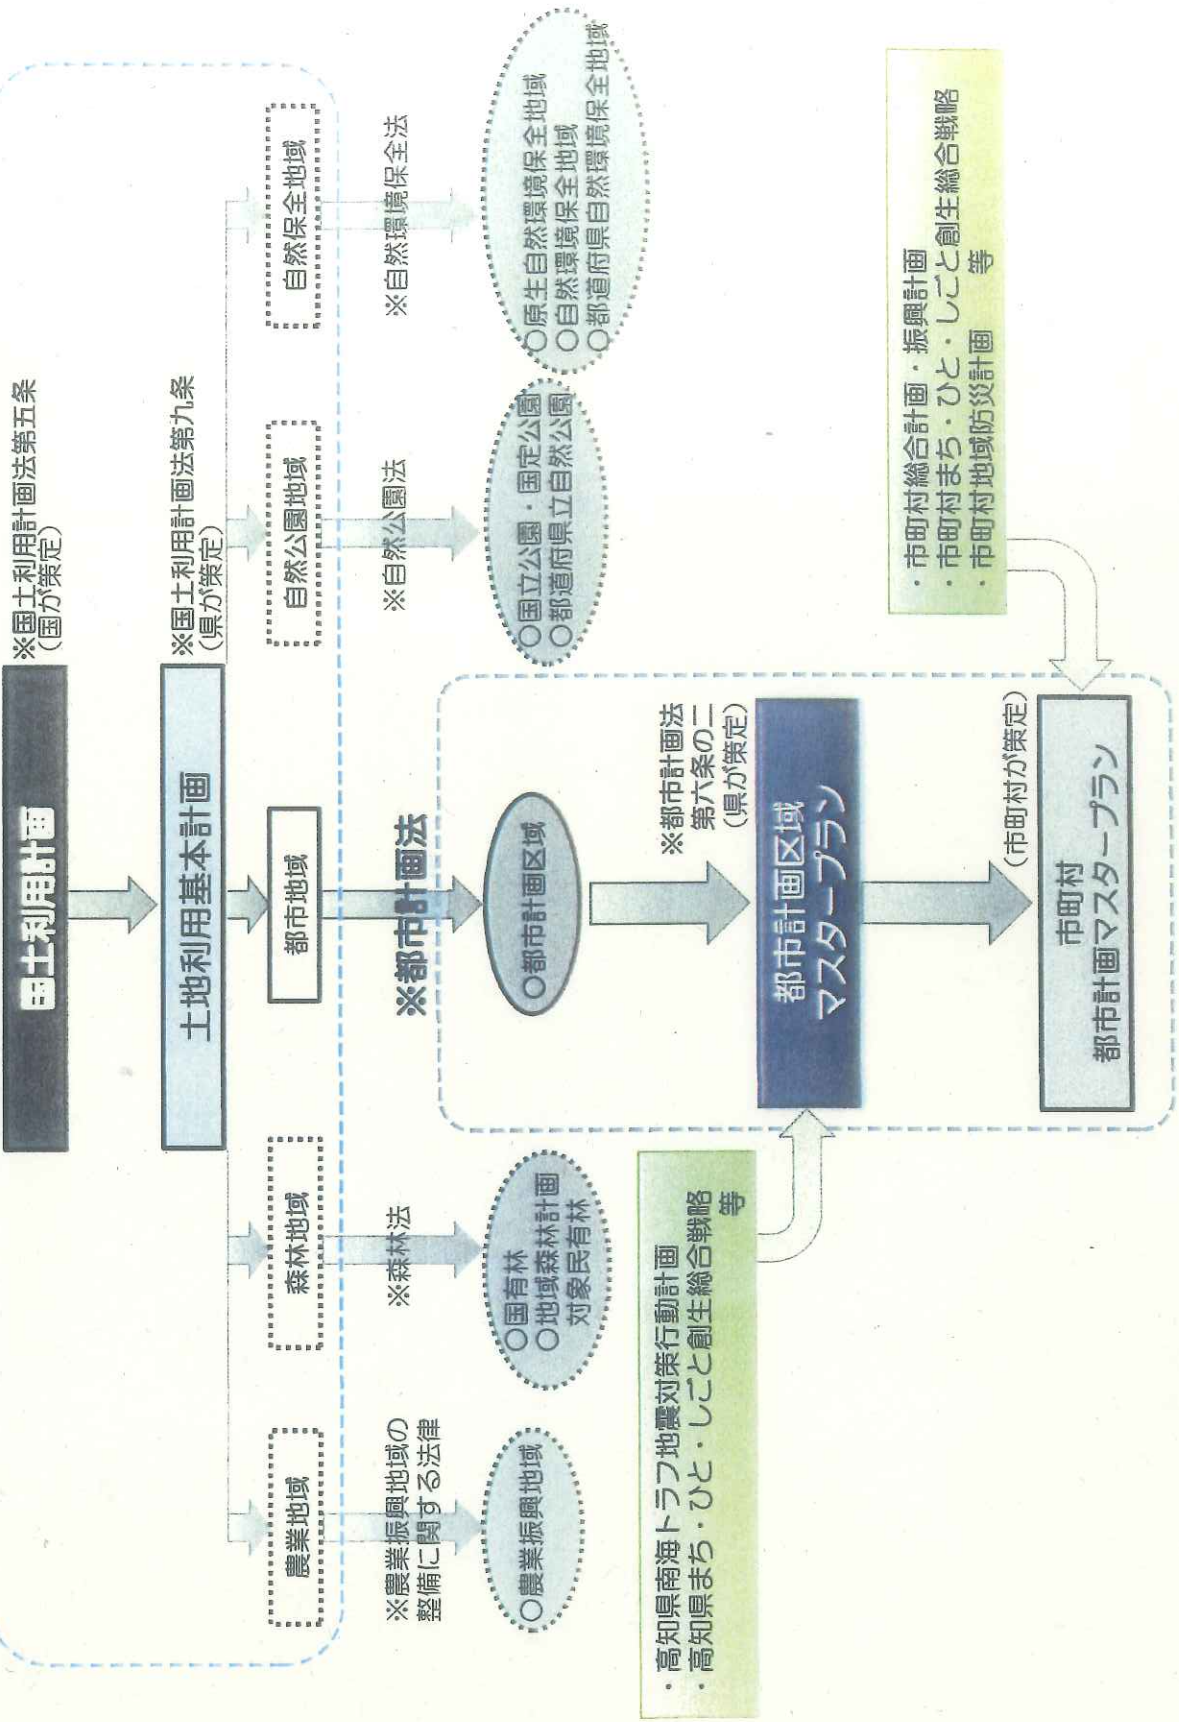 国土利用計画
※国土利用計画法第五条
(国が策定)
土地利用基本計画
※国土利用計画法第九条
(県が策定)
農業地域
森林地域
都市地域
自然公園地域
自然保全地域
※農業振興地域の
整備に関する法律
※森林法
※都市計画法
※自然公園法
※自然環境保全法
○農業振興地域
○国有林
○地域森林計画
対象民有林
○都市計画区域
○国立公園・国定公園
○都道府県立自然公園
○原生自然環境保全地域
○自然環境保全地域
○都道府県自然環境保全地域
※都市計画法
第六条の二
(県が策定)
・高知県南海トラフ地震対策行動計画
・高知県まち・ひと・しごと創生総合戦略
等
都市計画区域
マスタープラン
・市町村総合計画・振興計画
・市町村まち・ひと・しごと創生総合戦略
・市町村地域防災計画 等
(市町村が策定)
市町村
都市計画マスタープラン